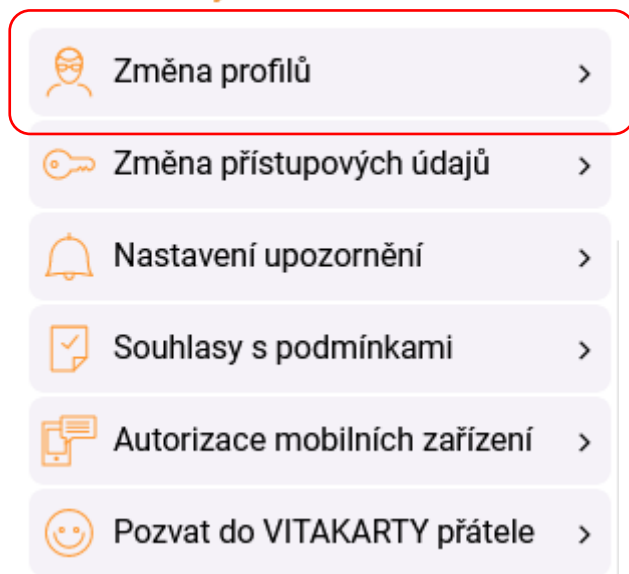 Změna profilů
Změna přístupových údajů
Nastavení upozornění
Souhlasy s podmínkami
Autorizace mobilních zařízení
Pozvat do VITAKARTY přátele